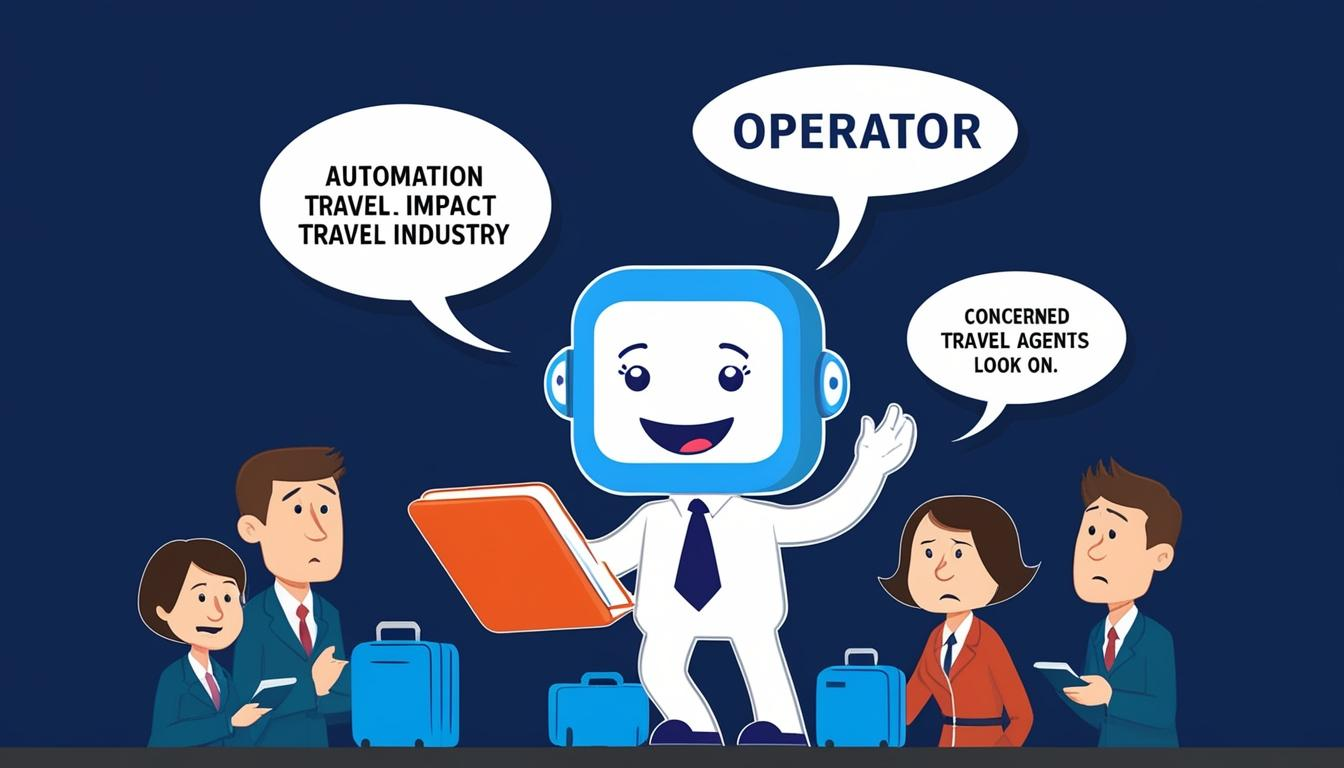 AUTOMATION
TRAVEL. IMPACT
TRAVEL INDUSTRY
OPERATOR
CONCERNED
TRAVEL AGENTS
LOOK ON.